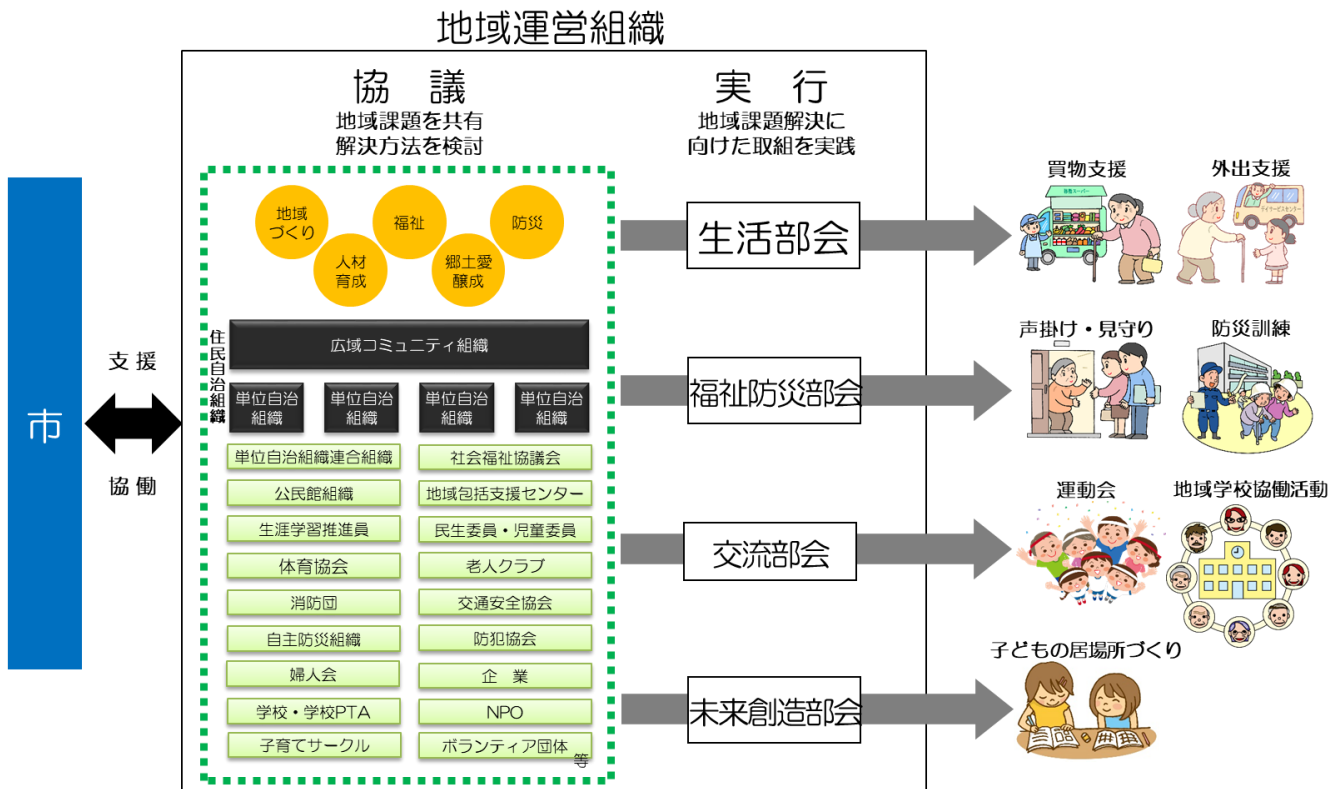 地域運営組織
協 議
地域課題を共有
解決方法を検討
実 行
地域課題解決に
向けた取組を実践
市
支 援
協 働
地域
づくり
福祉
防災
人材
育成
郷土愛
醸成
住民自治組織
広域コミュニティ組織
単位自治
組織
単位自治
組織
単位自治
組織
単位自治
組織
単位自治組織連合組織
社会福祉協議会
公民館組織
地域包括支援センター
生涯学習推進員
民生委員・児童委員
体育協会
老人クラブ
消防団
交通安全協会
自主防災組織
防犯協会
婦人会
企 業
学校・学校PTA
NPO
子育てサークル
ボランティア団体
等
生活部会
福祉防災部会
交流部会
未来創造部会
買物支援
外出支援
デイサービスセンター
声掛け・見守り
防災訓練
運動会
地域学校協働活動
子どもの居場所づくり